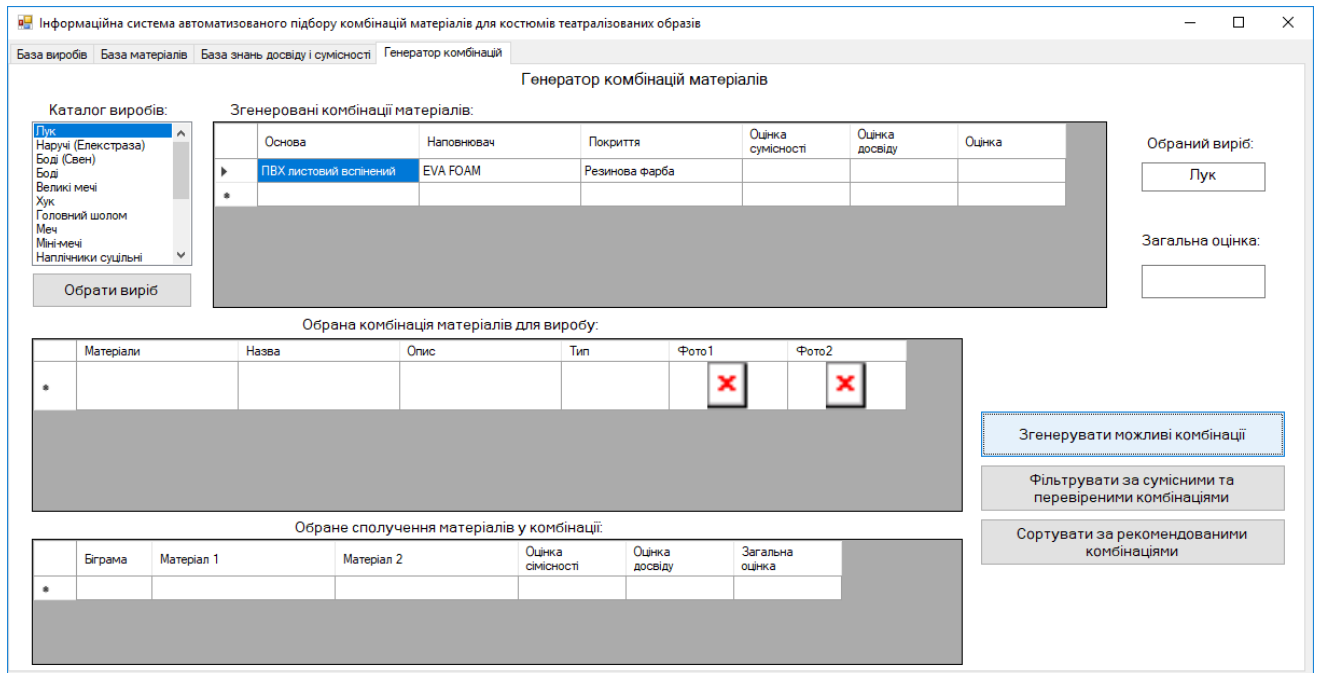 Інформаційна система автоматизованого підбору комбінацій матеріалів для костюмів театралізованих образів
База виробів База матеріалів База знань досвіду і сумісності Генератор комбінацій
Генератор комбінацій матеріалів
Каталог виробів:
Лук
Наручі (Електстраза)
Боді (Свен)
Боді
Великі мечі
Хук
Головний шолом
Меч
Міні-мечі
Наплічники суцільні
Обрати виріб
Згенеровані комбінації матеріалів:
Основа Наповнювач Покриття Оцінка сумісності Оцінка досвіду Оцінка
ПВХ листовий вспінений EVA FOAM Резинова фарба
Обраний виріб:
Лук
Загальна оцінка:
Обрана комбінація матеріалів для виробу:
Матеріали Назва Опис Тип Фото1 Фото2
Згенерувати можливі комбінації
Фільтрувати за сумісними та
перевіреними комбінаціями
Сортувати за рекомендованими
комбінаціями
Обране сполучення матеріалів у комбінації:
Біграма Матеріал 1 Матеріал 2 Оцінка сімісності Оцінка досвіду Загальна оцінка